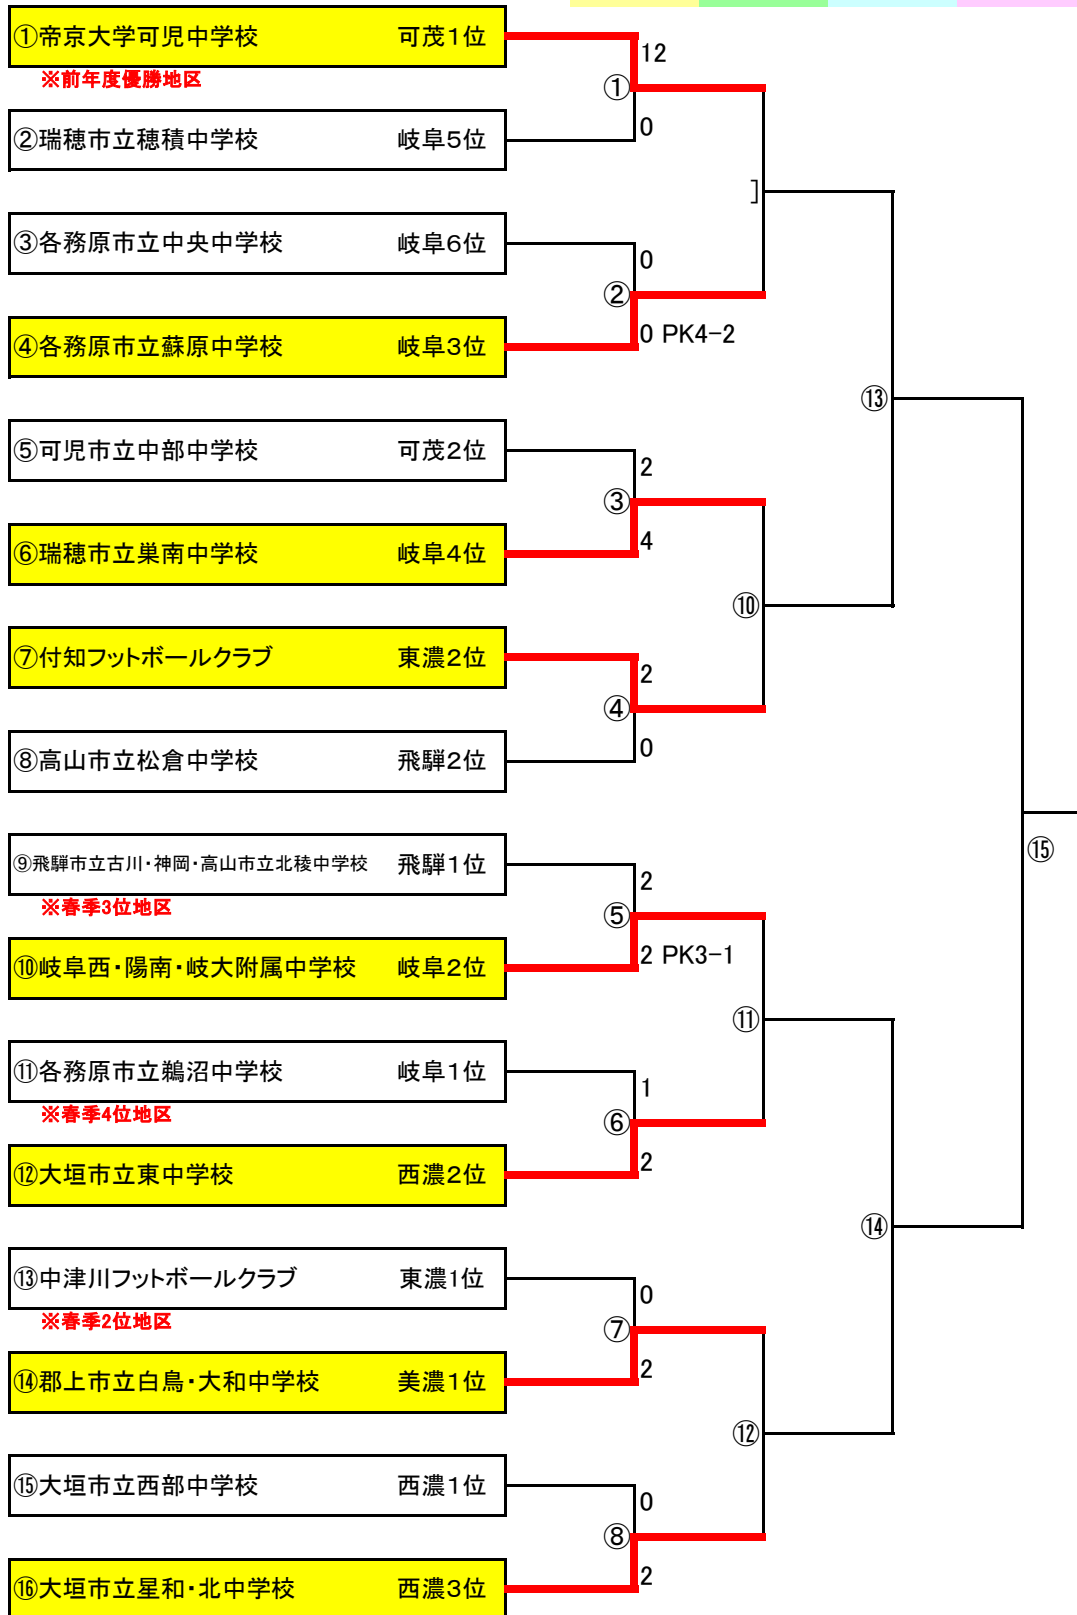 ①帝京大学可児中学校 可茂1位
12
※前年度優勝地区
①
0
②瑞穂市立穂積中学校 岐阜5位
]
③各務原市立中央中学校 岐阜6位
0
②
0 PK4-2
④各務原市立蘇原中学校 岐阜3位
⑬
⑤可児市立中部中学校 可茂2位
2
③
4
⑥瑞穂市立巣南中学校 岐阜4位
⑩
⑦付知フットボールクラブ 東濃2位
2
④
0
⑧高山市立松倉中学校 飛騨2位
⑮
⑨飛騨市立古川・神岡・高山市立北稜中学校 飛騨1位
2
※春季3位地区
⑤
2 PK3-1
⑩岐阜西・陽南・岐大附属中学校 岐阜2位
⑪
⑪各務原市立鵜沼中学校 岐阜1位
1
※春季4位地区
⑥
2
⑫大垣市立東中学校 西濃2位
⑭
⑬中津川フットボールクラブ 東濃1位
0
※春季2位地区
⑦
2
⑭郡上市立白鳥・大和中学校 美濃1位
⑫
⑮大垣市立西部中学校 西濃1位
0
⑧
2
⑯大垣市立星和・北中学校 西濃3位